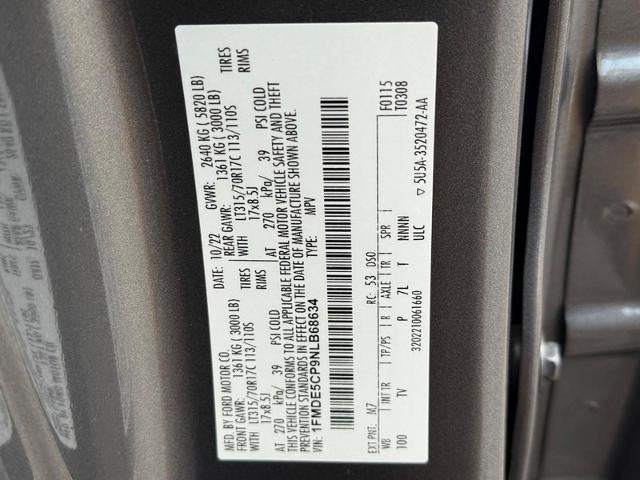 MFD. BY FORD MOTOR CO. 10/22 GVWR: 2640 KG ( 5820 LB)
FRONT GAWR: 1361 KG ( 3000 LB) REAR GAWR: 1361 KG ( 3000 LB)
WITH LT315/70R17C 113/110S TIRES WITH LT315/70R17C 113/110S TIRES
17x8.5J RIMS 17x8.5J RIMS
AT 270 kPa/ 39 PSI COLD AT 270 kPa/ 39 PSI COLD
THIS VEHICLE CONFORMS TO ALL APPLICABLE FEDERAL MOTOR VEHICLE SAFETY AND THEFT
PREVENTION STANDARDS IN EFFECT ON THE DATE OF MANUFACTURE SHOWN ABOVE.
VIN: 1FMDE5CP9NLB68634 TYPE: MPV
EXT PNT: M7 RC: 53 DSO: F0115
WB INT TR TP/PS R AXLE TR SPR T0308
100 TV P 7L T NNNN
3202210061660 ULC ▽ 5U5A-3520472-AA